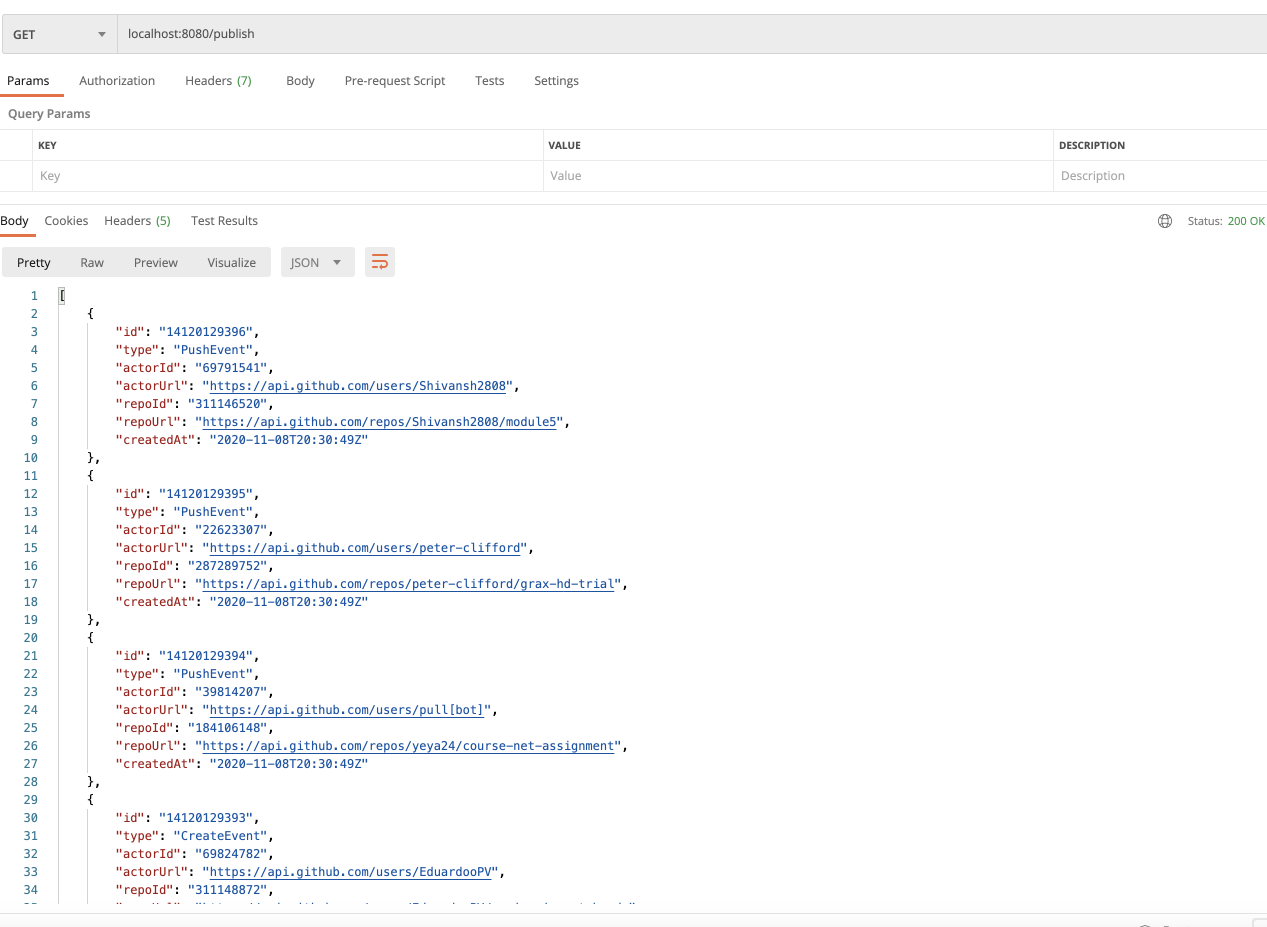 GET localhost:8080/publish
Params Authorization Headers (7) Body Pre-request Script Tests Settings
Query Params
KEY VALUE DESCRIPTION
Key Value Description
Body Cookies Headers (5) Test Results Status: 200 OK
Pretty Raw Preview Visualize JSON
1 [
2 {
3 "id": "14120129396",
4 "type": "PushEvent",
5 "actorId": "69791541",
6 "actorUrl": "https://api.github.com/users/Shivansh2808",
7 "repoId": "311146520",
8 "repoUrl": "https://api.github.com/repos/Shivansh2808/module5",
9 "createdAt": "2020-11-08T20:30:49Z"
10 },
11 {
12 "id": "14120129395",
13 "type": "PushEvent",
14 "actorId": "22623307",
15 "actorUrl": "https://api.github.com/users/peter-clifford",
16 "repoId": "287289752",
17 "repoUrl": "https://api.github.com/repos/peter-clifford/grax-hd-trial",
18 "createdAt": "2020-11-08T20:30:49Z"
19 },
20 {
21 "id": "14120129394",
22 "type": "PushEvent",
23 "actorId": "39814207",
24 "actorUrl": "https://api.github.com/users/pull[bot]",
25 "repoId": "184106148",
26 "repoUrl": "https://api.github.com/repos/yeya24/course-net-assignment",
27 "createdAt": "2020-11-08T20:30:49Z"
28 },
29 {
30 "id": "14120129393",
31 "type": "CreateEvent",
32 "actorId": "69824782",
33 "actorUrl": "https://api.github.com/users/EduardooPV",
34 "repoId": "311148872",